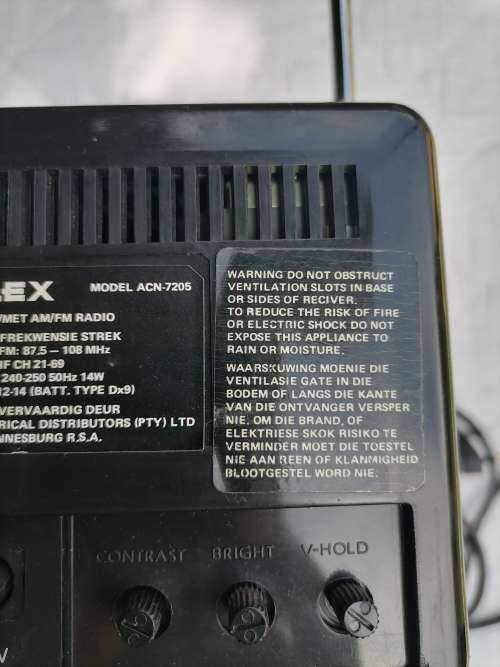 LEX
MODEL ACN-7205
MET AM/FM RADIO
FREKWENSIE STREK
FM: 87.5 — 108 MHz
HF CH 21-69
240-250 50Hz 14W
12-14 (BATT. TYPE Dx9)
VERVAARDIG DEUR
RICAL DISTRIBUTORS (PTY) LTD
NNESBURG R.S.A.
WARNING DO NOT OBSTRUCT
VENTILATION SLOTS IN BASE
OR SIDES OF RECIVER.
TO REDUCE THE RISK OF FIRE
OR ELECTRIC SHOCK DO NOT
EXPOSE THIS APPLIANCE TO
RAIN OR MOISTURE.
WAARSKUWING MOENIE DIE
VENTILASIE GATE IN DIE
BODEM OF LANGS DIE KANTE
VAN DIE ONTVANGER VERSPER
NIE. OM DIE BRAND, OF
ELEKTRIESE SKOK RISIKO TE
VERMINDER MOET DIE TOESTEL
NIE AAN REEN OF KLAMMIGHEID
BLOOTGESTEL WORD NIE.
CONTRAST BRIGHT V-HOLD